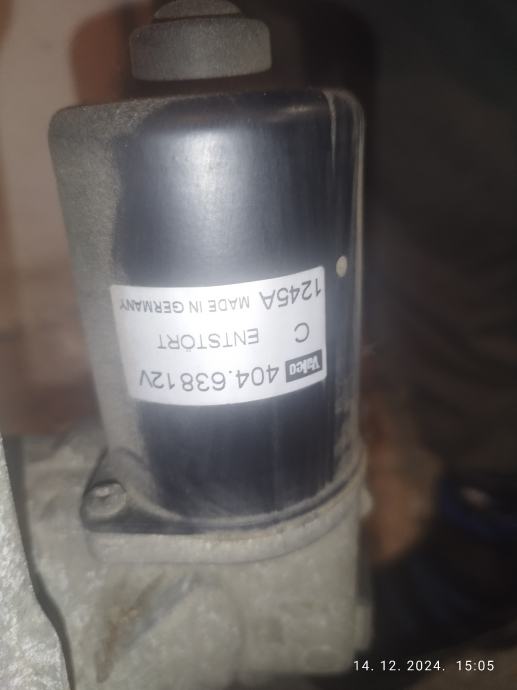 Valeo 404.638 12V
C ENTSTÖRT
1245A MADE IN GERMANY
14. 12. 2024. 15:05